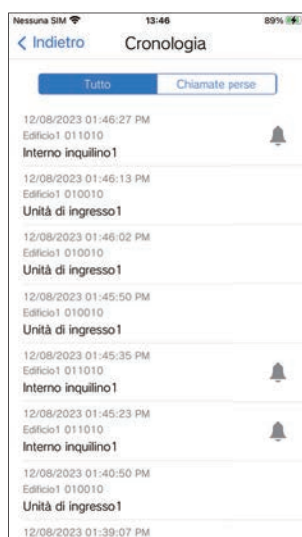 Nessuna SIM 13:46 89%
Indietro Cronologia
Tutto Chiamate perse
12/08/2023 01:46:27 PM
Edificio1 011010
Interno inquilino1
12/08/2023 01:46:13 PM
Edificio1 010010
Unità di ingresso1
12/08/2023 01:46:02 PM
Edificio1 010010
Unità di ingresso1
12/08/2023 01:45:50 PM
Edificio1 010010
Unità di ingresso1
12/08/2023 01:45:35 PM
Edificio1 011010
Interno inquilino1
12/08/2023 01:45:23 PM
Edificio1 011010
Interno inquilino1
12/08/2023 01:40:50 PM
Edificio1 010010
Unità di ingresso1
12/08/2023 01:39:07 PM